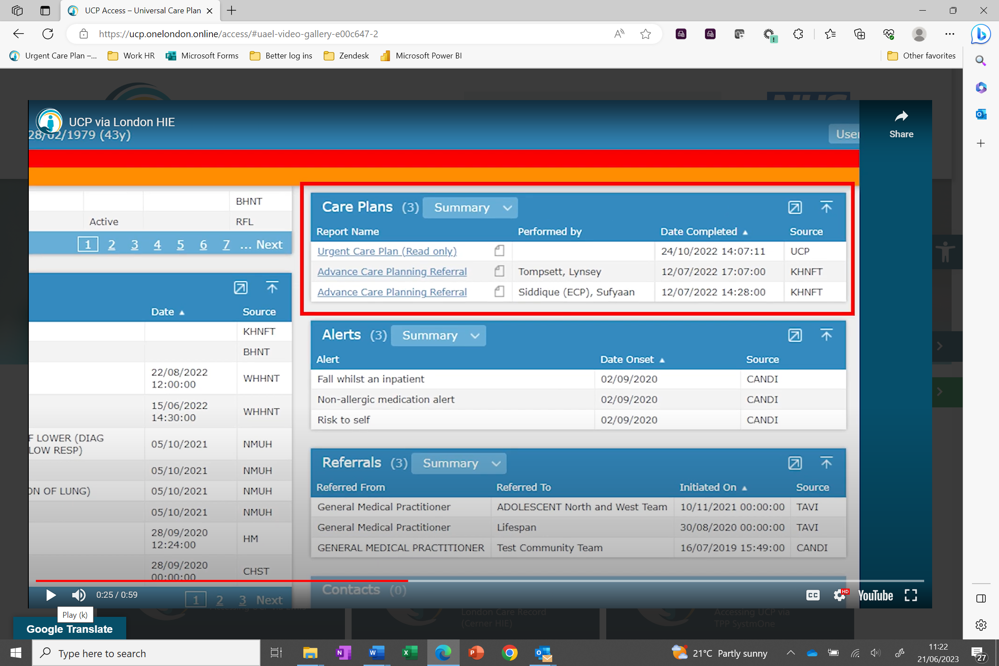 UCP Access – Universal Care Plan
https://ucp.onelondon.online/access/#uael-video-gallery-e00c647-2
Urgent Care Plan –...
Work HR
Microsoft Forms
Better log ins
Zendesk
Microsoft Power BI
Other favorites
NHS
UCP via London HIE
28/02/1979 (43y)
User
Share
BHNT
Active
RFL
1 2 3 4 5 6 7 ... Next
Date
Source
KHNFT
BHNT
22/08/2022
12:00:00
WHHNT
15/06/2022
14:30:00
WHHNT
F LOWER (DIAG
LOW RESP)
05/10/2021
NMUH
05/10/2021
NMUH
ON OF LUNG)
05/10/2021
NMUH
05/10/2021
NMUH
28/09/2020
12:24:00
HM
28/09/2020
00:00:00
CHST
1 2 3 Next
Care Plans (3) Summary
Report Name Performed by Date Completed Source
Urgent Care Plan (Read only) 24/10/2022 14:07:11 UCP
Advance Care Planning Referral Tompsett, Lynsey 12/07/2022 17:07:00 KHNFT
Advance Care Planning Referral Siddique (ECP), Sufyaan 12/07/2022 14:28:00 KHNFT
Alerts (3) Summary
Alert Date Onset Source
Fall whilst an inpatient 02/09/2020 CANDI
Non-allergic medication alert 02/09/2020 CANDI
Risk to self 02/09/2020 CANDI
Referrals (3) Summary
Referred From Referred To Initiated On Source
General Medical Practitioner ADOLESCENT North and West Team 10/11/2021 00:00:00 TAVI
General Medical Practitioner Lifespan 30/08/2020 00:00:00 TAVI
GENERAL MEDICAL PRACTITIONER Test Community Team 16/07/2019 15:49:00 CANDI
Contacts (0)
0:25 / 0:59
CC
HD
YouTube
Play (k)
Google Translate
London Care Record
(Cerner HIE)
Accessing UCP via
TPP SystmOne
Type here to search
21°C Partly sunny
11:22
21/06/2023
27